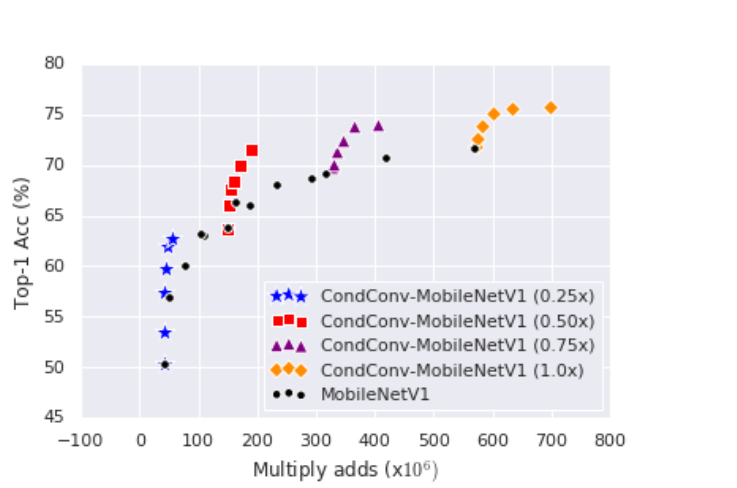 80
75
70
65
60
55
50
45
Top-1 Acc (%)
CondConv-MobileNetV1 (0.25x)
CondConv-MobileNetV1 (0.50x)
CondConv-MobileNetV1 (0.75x)
CondConv-MobileNetV1 (1.0x)
MobileNetV1
−100 0 100 200 300 400 500 600 700 800
Multiply adds (x10⁶)